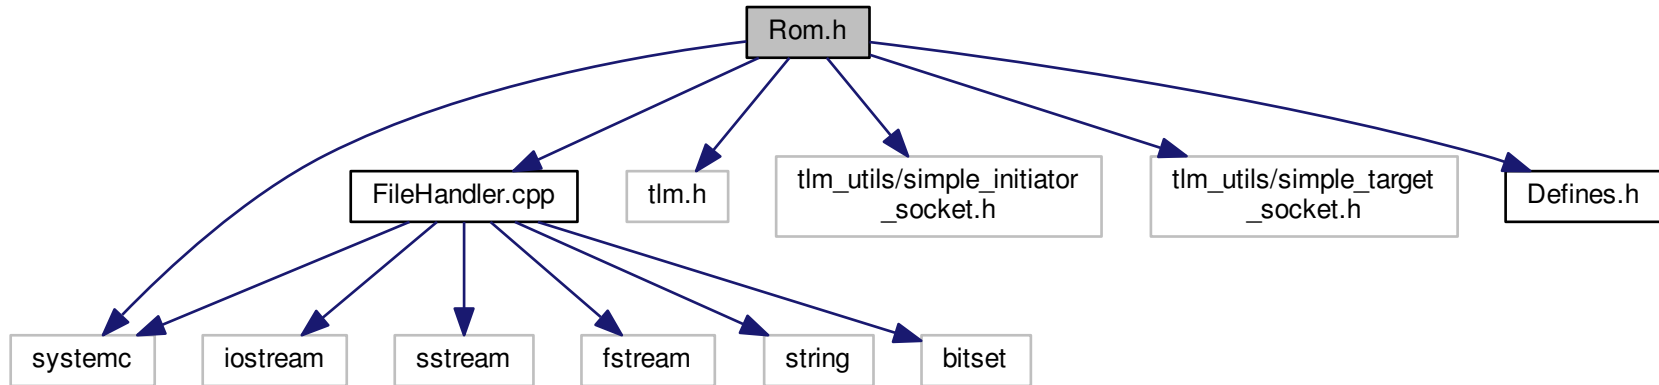 Rom.h
FileHandler.cpp
tlm.h
tlm_utils/simple_initiator
_socket.h
tlm_utils/simple_target
_socket.h
Defines.h
systemc
iostream
sstream
fstream
string
bitset